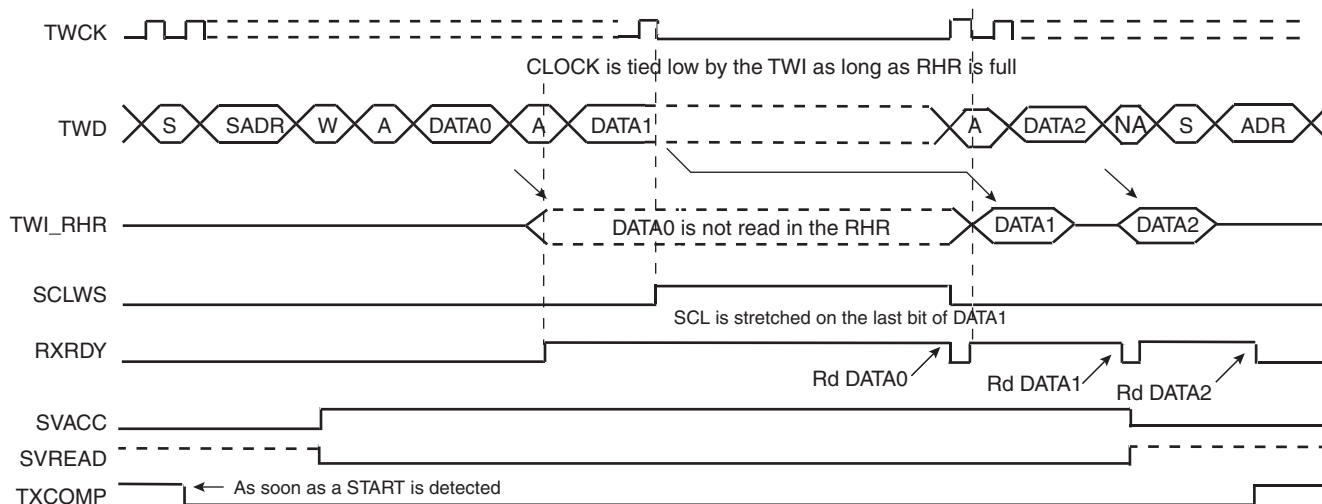 TWCK
CLOCK is tied low by the TWI as long as RHR is full
TWD S SADR W A DATA0 A DATA1 A DATA2 NA S ADR
TWI_RHR DATA0 is not read in the RHR DATA1 DATA2
SCLWS
SCL is stretched on the last bit of DATA1
RXRDY
Rd DATA0 Rd DATA1 Rd DATA2
SVACC
SVREAD
TXCOMP As soon as a START is detected